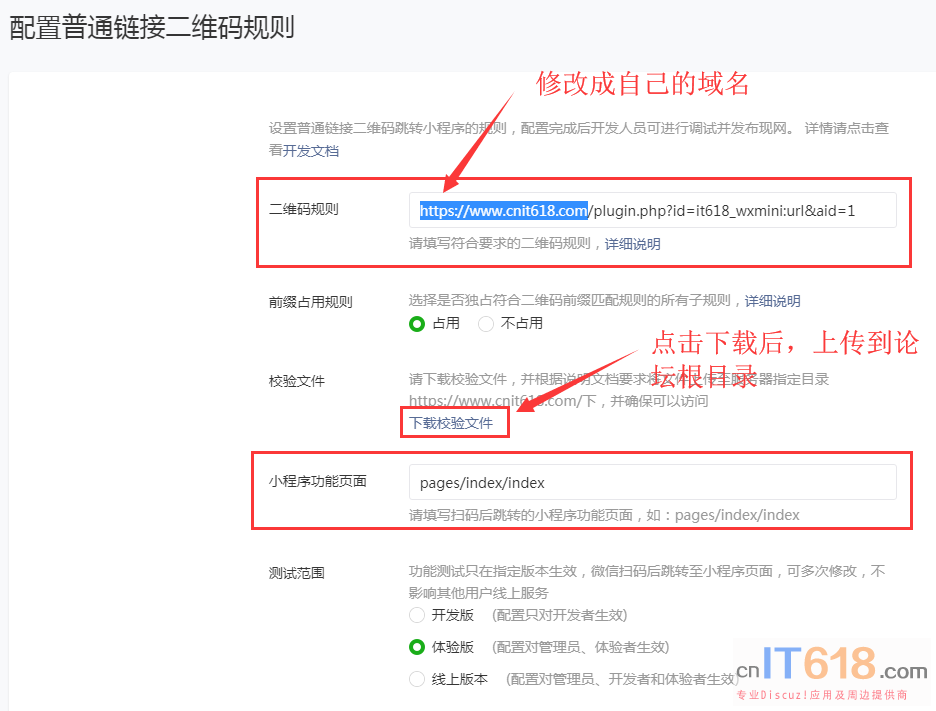 配置普通链接二维码规则
修改成自己的域名
设置普通链接二维码跳转小程序的规则，配置完成后开发人员可进行调试并发布现网。 详情请点击查
看开发文档
二维码规则
https://www.cnit618.com/plugin.php?id=it618_wxmini:url&aid=1
请填写符合要求的二维码规则，详细说明
前缀占用规则
选择是否独占符合二维码前缀匹配规则的所有子规则，详细说明
占用 不占用
点击下载后，上传到论
坛根目录
校验文件
请下载校验文件，并根据说明文档要求将文件上传至服务器指定目录
https://www.cnit618.com/下，并确保可以访问
下载校验文件
小程序功能页面
pages/index/index
请填写扫码后跳转的小程序功能页面，如：pages/index/index
测试范围
功能测试只在指定版本生效，微信扫码后跳转至小程序页面，可多次修改，不
影响其他用户线上服务
开发版 (配置只对开发者生效)
体验版 (配置对管理员、体验者生效)
线上版本 (配置对管理员、开发者和体验者生效)
cnIT618.com
专业Discuz!应用及周边提供商